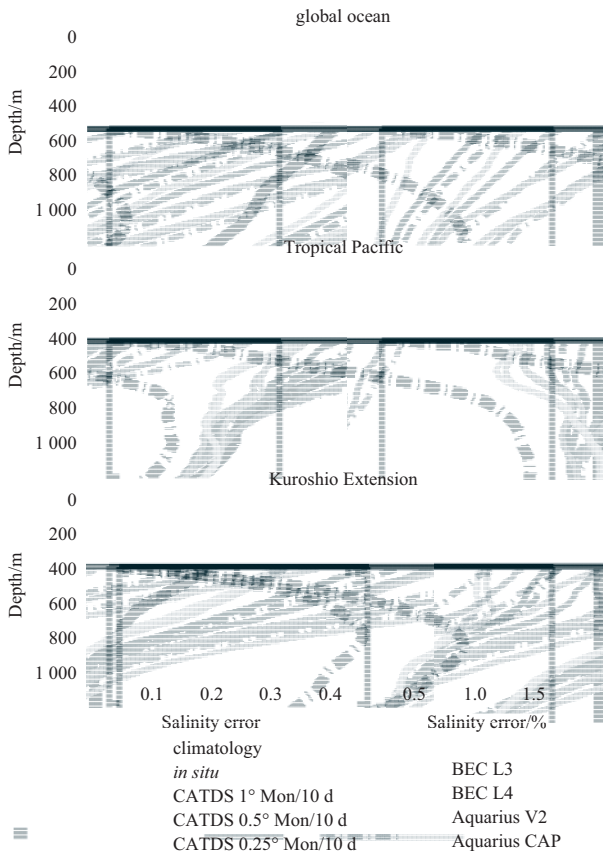 global ocean
0
200
400
600
800
1 000
Depth/m
Tropical Pacific
0
200
400
600
800
1 000
Depth/m
Kuroshio Extension
0
200
400
600
800
1 000
Depth/m
0.1 0.2 0.3 0.4 0.5 1.0 1.5
Salinity error Salinity error/%
climatology
in situ BEC L3
CATDS 1° Mon/10 d BEC L4
CATDS 0.5° Mon/10 d Aquarius V2
CATDS 0.25° Mon/10 d Aquarius CAP